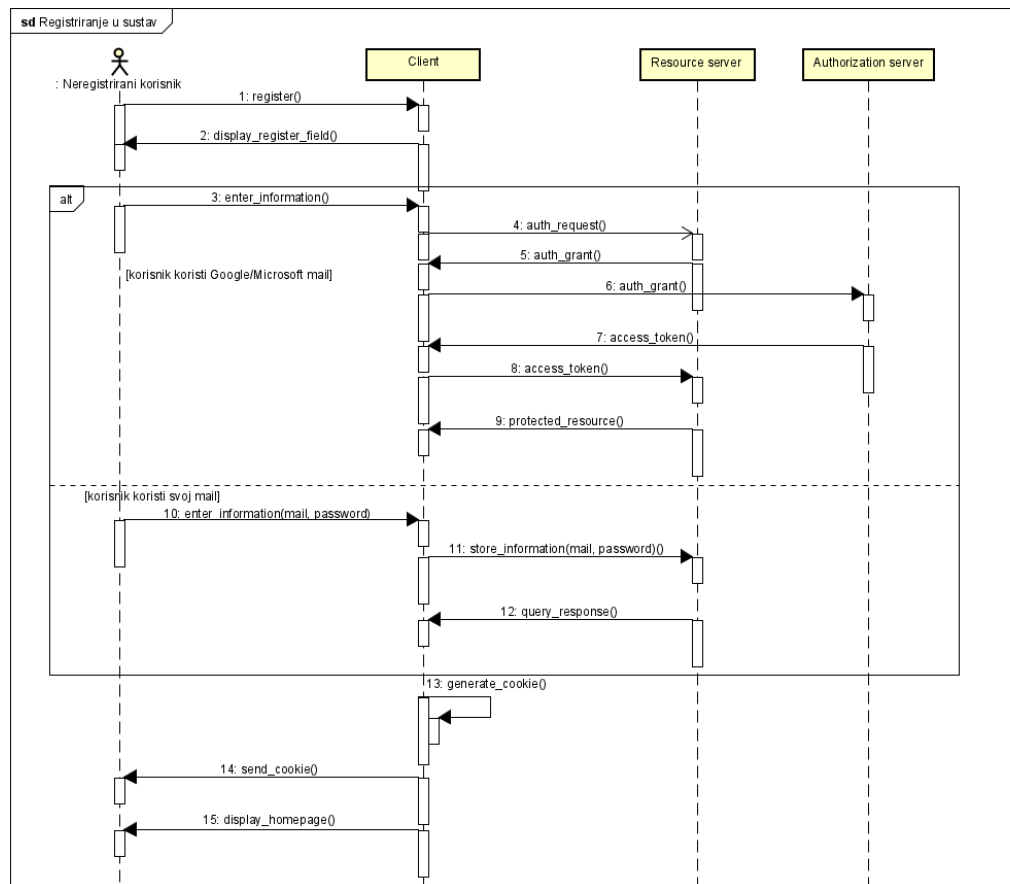 sd Registriranje u sustav
: Neregistrirani korisnik
Client
Resource server
Authorization server
1: register()
2: display_register_field()
alt
3: enter_information()
4: auth_request()
5: auth_grant()
[korisnik koristi Google/Microsoft mail]
6: auth_grant()
7: access_token()
8: access_token()
9: protected_resource()
[korisnik koristi svoj mail]
10: enter_information(mail, password)
11: store_information(mail, password)()
12: query_response()
13: generate_cookie()
14: send_cookie()
15: display_homepage()